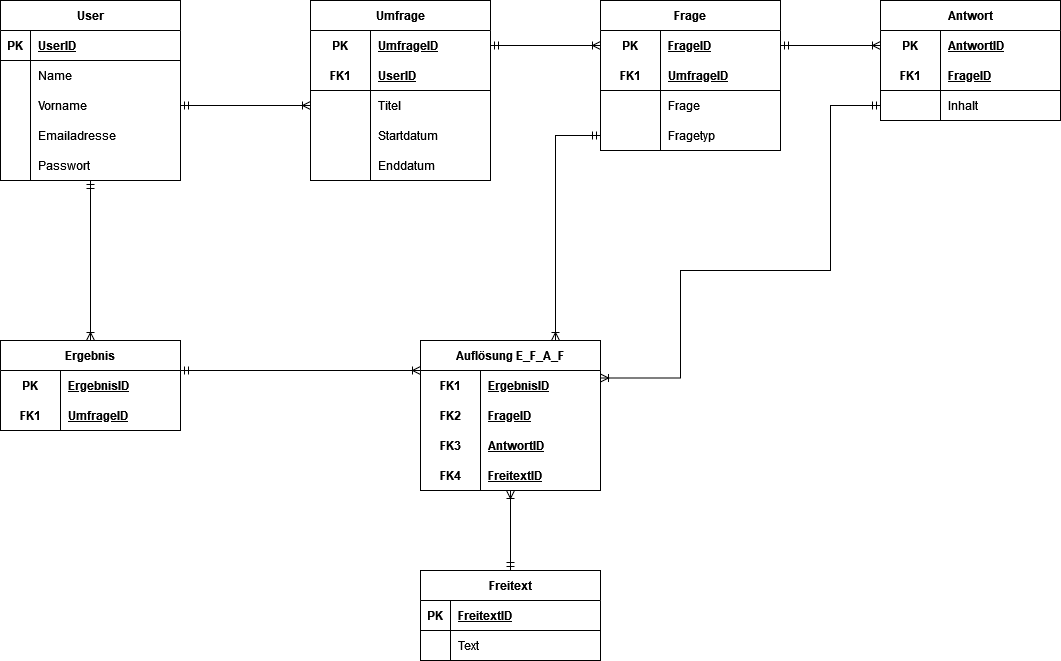 User
PK UserID
Name
Vorname
Emailadresse
Passwort
Umfrage
PK UmfrageID
FK1 UserID
Titel
Startdatum
Enddatum
Frage
PK FrageID
FK1 UmfrageID
Frage
Fragetyp
Antwort
PK AntwortID
FK1 FrageID
Inhalt
Ergebnis
PK ErgebnisID
FK1 UmfrageID
Auflösung E_F_A_F
FK1 ErgebnisID
FK2 FrageID
FK3 AntwortID
FK4 FreitextID
Freitext
PK FreitextID
Text